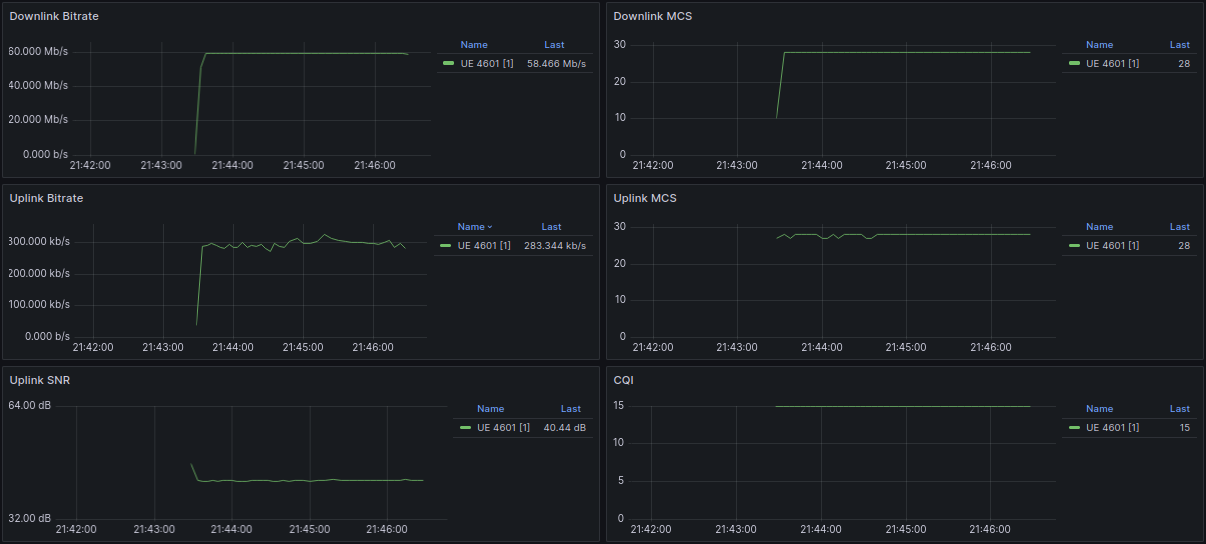 Downlink Bitrate
60.000 Mb/s
40.000 Mb/s
20.000 Mb/s
0.000 b/s
21:42:00 21:43:00 21:44:00 21:45:00 21:46:00
Name Last
UE 4601 [1] 58.466 Mb/s
Downlink MCS
30
20
10
0
21:42:00 21:43:00 21:44:00 21:45:00 21:46:00
Name Last
UE 4601 [1] 28
Uplink Bitrate
300.000 kb/s
200.000 kb/s
100.000 kb/s
0.000 b/s
21:42:00 21:43:00 21:44:00 21:45:00 21:46:00
Name Last
UE 4601 [1] 283.344 kb/s
Uplink MCS
30
20
10
0
21:42:00 21:43:00 21:44:00 21:45:00 21:46:00
Name Last
UE 4601 [1] 28
Uplink SNR
64.00 dB
32.00 dB
21:42:00 21:43:00 21:44:00 21:45:00 21:46:00
Name Last
UE 4601 [1] 40.44 dB
CQI
15
10
5
0
21:42:00 21:43:00 21:44:00 21:45:00 21:46:00
Name Last
UE 4601 [1] 15